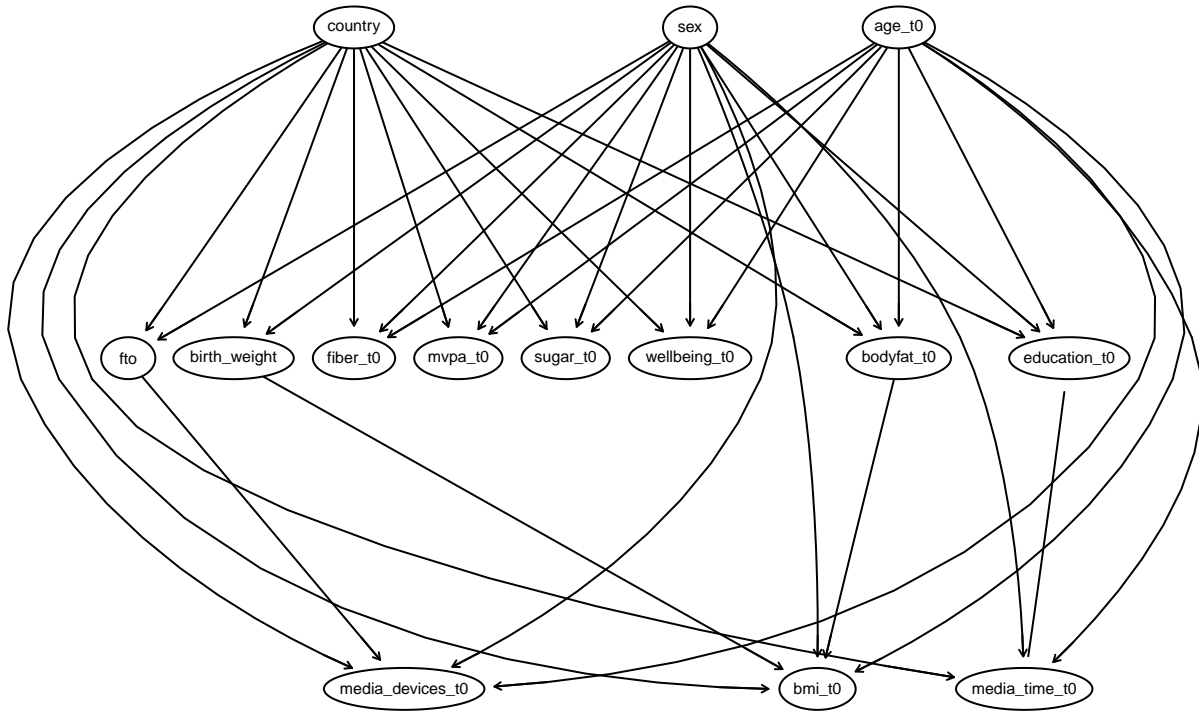 country
sex
age_t0
fto
birth_weight
fiber_t0
mvpa_t0
sugar_t0
wellbeing_t0
bodyfat_t0
education_t0
media_devices_t0
bmi_t0
media_time_t0